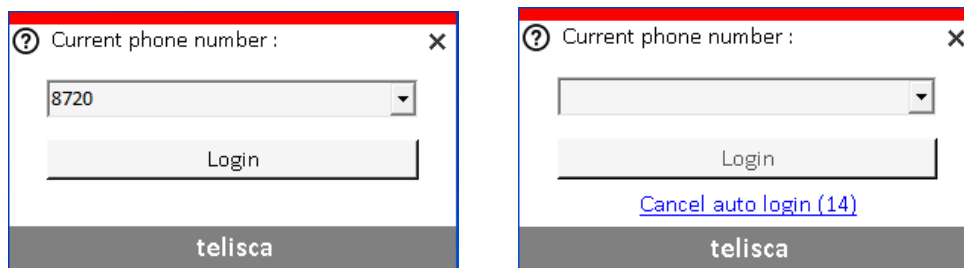 ? Current phone number : ×
8720
Login
telisca
? Current phone number : ×
Login
Cancel auto login (14)
telisca